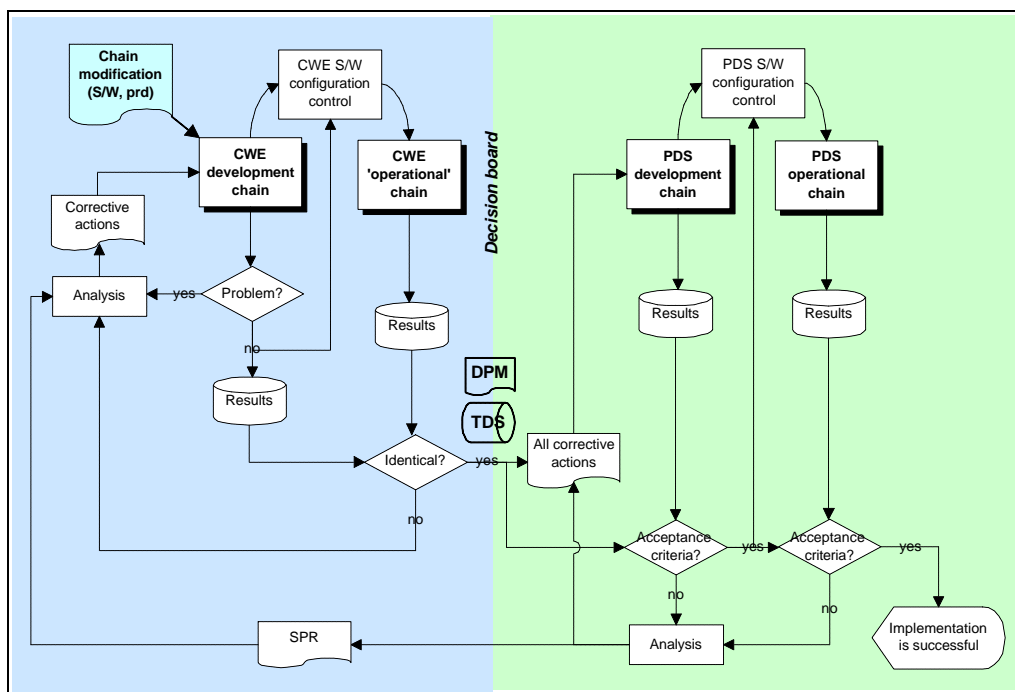 Chain
modification
(S/W, prd)
CWE S/W
configuration
control
CWE
development
chain
CWE
'operational'
chain
Corrective
actions
Analysis
yes
Problem?
no
Results
Results
Identical?
yes
no
SPR
Decision board
DPM
TDS
PDS S/W
configuration
control
PDS
development
chain
PDS
operational
chain
Results
Results
All corrective
actions
Acceptance
criteria?
yes
Acceptance
criteria?
yes
no
no
Analysis
Implementation
is successful